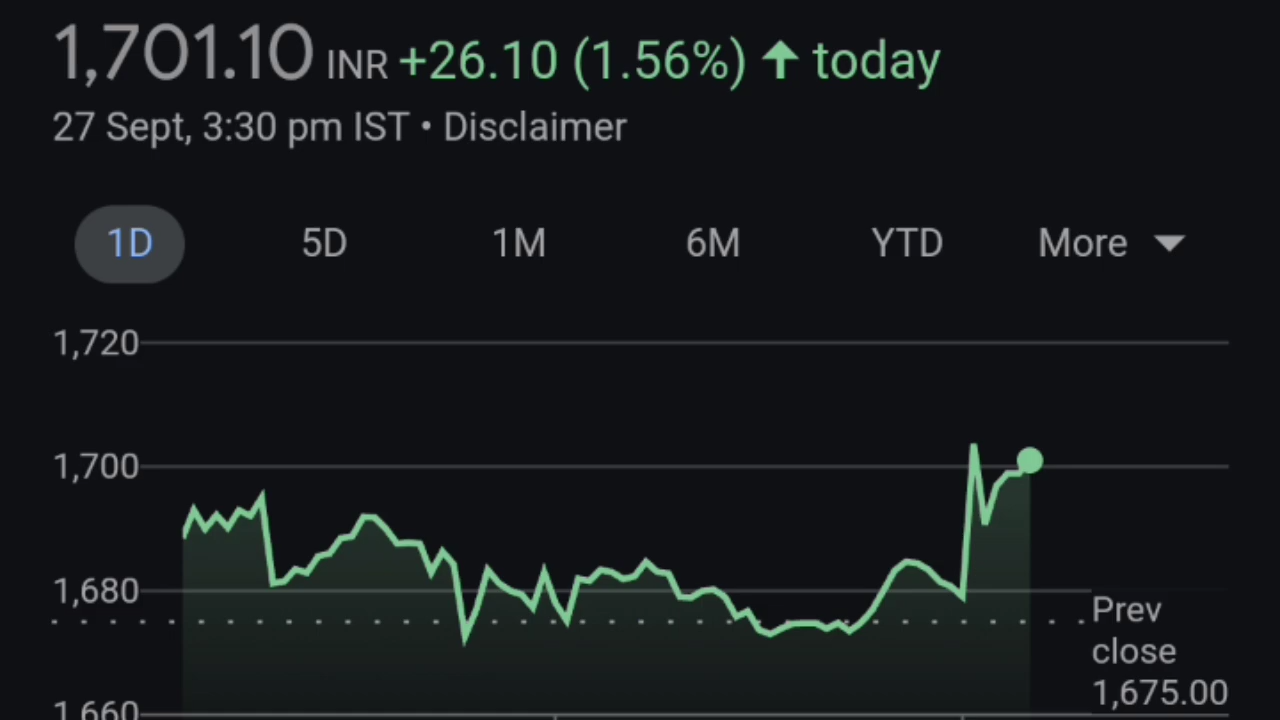 1,701.10 INR +26.10 (1.56%) ↑ today
27 Sept, 3:30 pm IST • Disclaimer
1D 5D 1M 6M YTD More
1,720
1,700
1,680
Prev
close
1,675.00
1,660